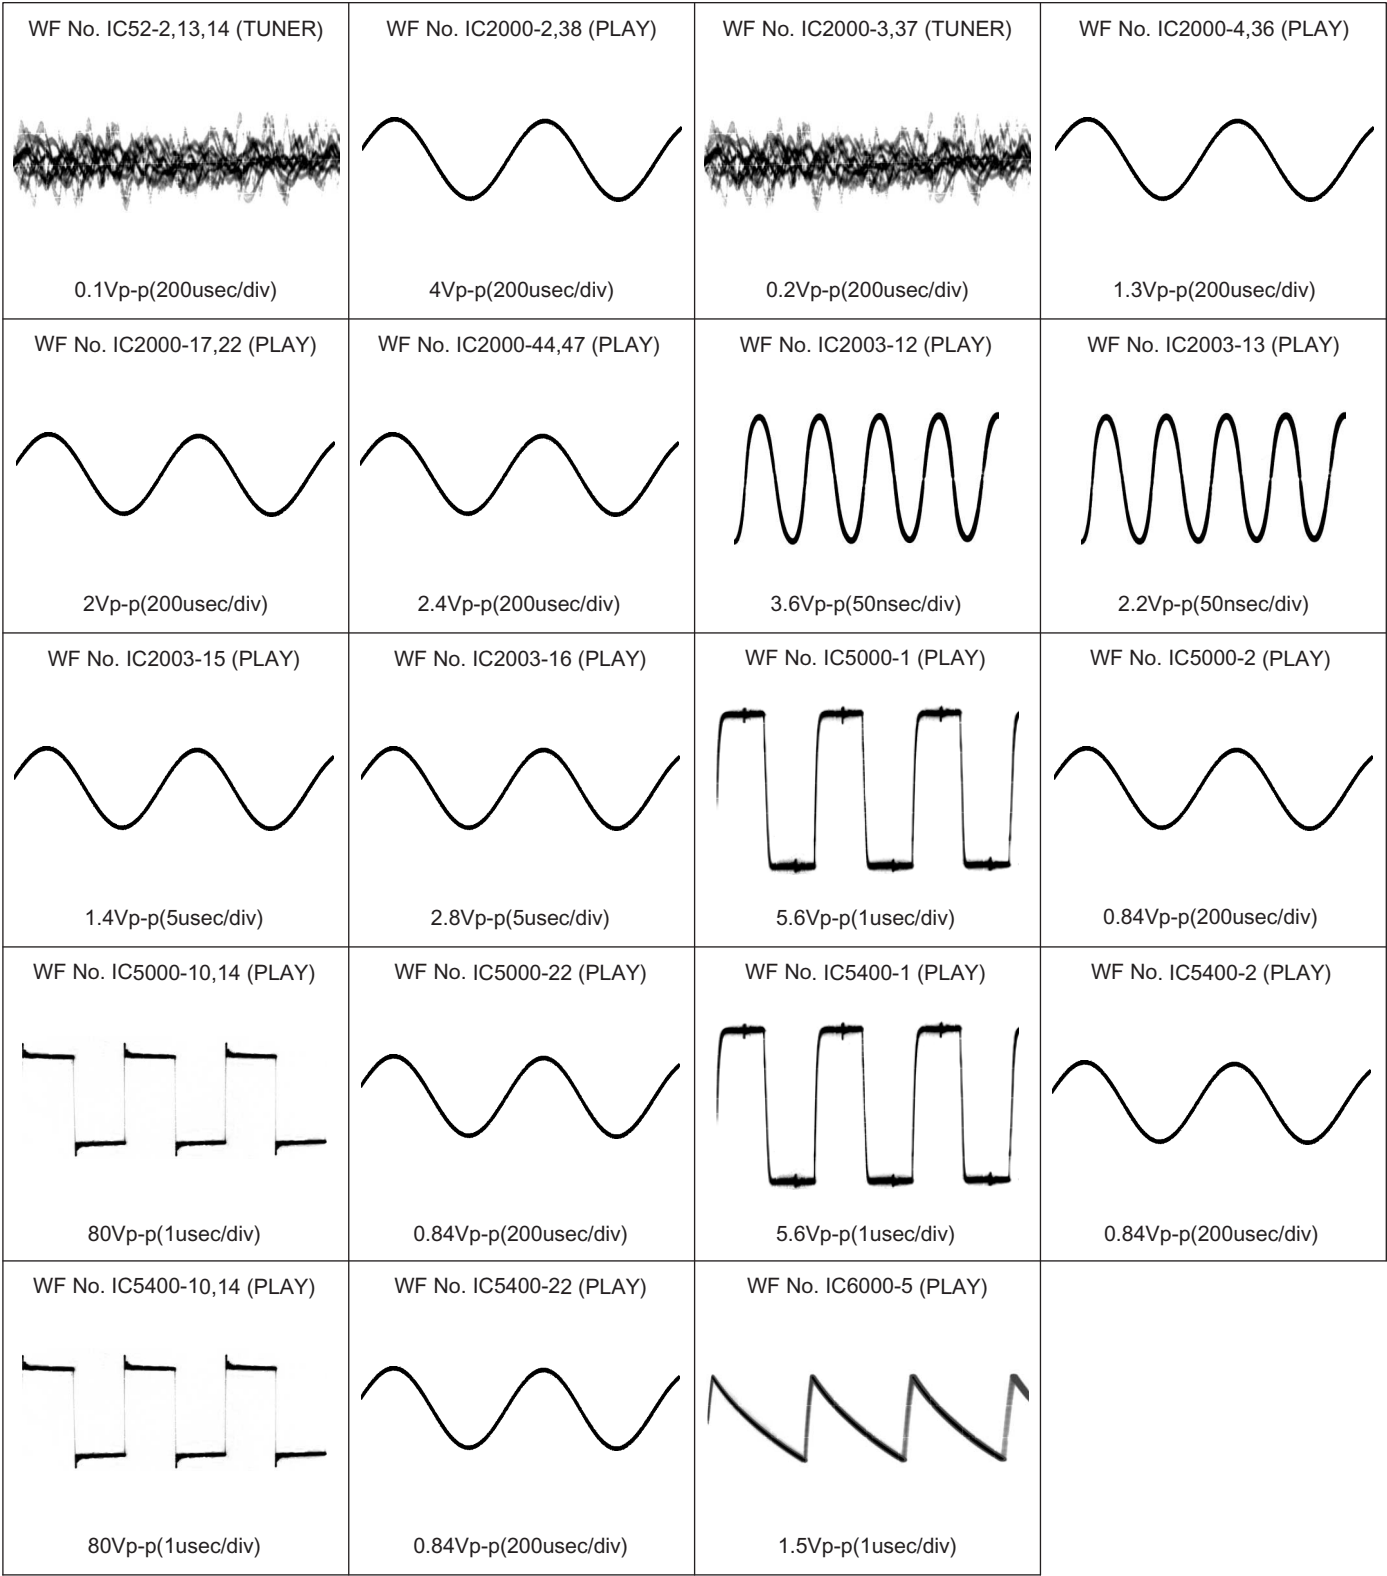 WF No. IC52-2,13,14 (TUNER)
0.1Vp-p(200usec/div)
WF No. IC2000-2,38 (PLAY)
4Vp-p(200usec/div)
WF No. IC2000-3,37 (TUNER)
0.2Vp-p(200usec/div)
WF No. IC2000-4,36 (PLAY)
1.3Vp-p(200usec/div)
WF No. IC2000-17,22 (PLAY)
2Vp-p(200usec/div)
WF No. IC2000-44,47 (PLAY)
2.4Vp-p(200usec/div)
WF No. IC2003-12 (PLAY)
3.6Vp-p(50nsec/div)
WF No. IC2003-13 (PLAY)
2.2Vp-p(50nsec/div)
WF No. IC2003-15 (PLAY)
1.4Vp-p(5usec/div)
WF No. IC2003-16 (PLAY)
2.8Vp-p(5usec/div)
WF No. IC5000-1 (PLAY)
5.6Vp-p(1usec/div)
WF No. IC5000-2 (PLAY)
0.84Vp-p(200usec/div)
WF No. IC5000-10,14 (PLAY)
80Vp-p(1usec/div)
WF No. IC5000-22 (PLAY)
0.84Vp-p(200usec/div)
WF No. IC5400-1 (PLAY)
5.6Vp-p(1usec/div)
WF No. IC5400-2 (PLAY)
0.84Vp-p(200usec/div)
WF No. IC5400-10,14 (PLAY)
80Vp-p(1usec/div)
WF No. IC5400-22 (PLAY)
0.84Vp-p(200usec/div)
WF No. IC6000-5 (PLAY)
1.5Vp-p(1usec/div)